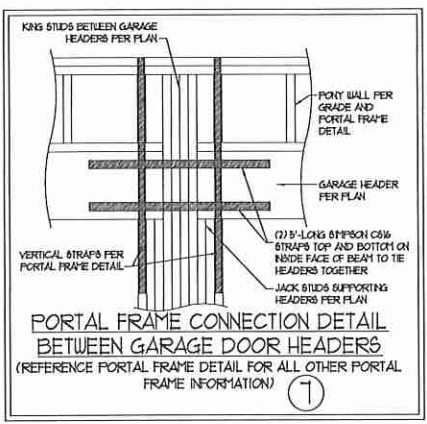 KING STUDS BETWEEN GARAGE
HEADERS PER PLAN
PONY WALL PER
GRADE AND
PORTAL FRAME
DETAIL
GARAGE HEADER
PER PLAN
(2) 5'-LONG SIMPSON CS16
STRAPS TOP AND BOTTOM ON
INSIDE FACE OF BEAM TO TIE
HEADERS TOGETHER
VERTICAL STRAPS PER
PORTAL FRAME DETAIL
JACK STUDS SUPPORTING
HEADERS PER PLAN
PORTAL FRAME CONNECTION DETAIL
BETWEEN GARAGE DOOR HEADERS
(REFERENCE PORTAL FRAME DETAIL FOR ALL OTHER PORTAL
FRAME INFORMATION)
7